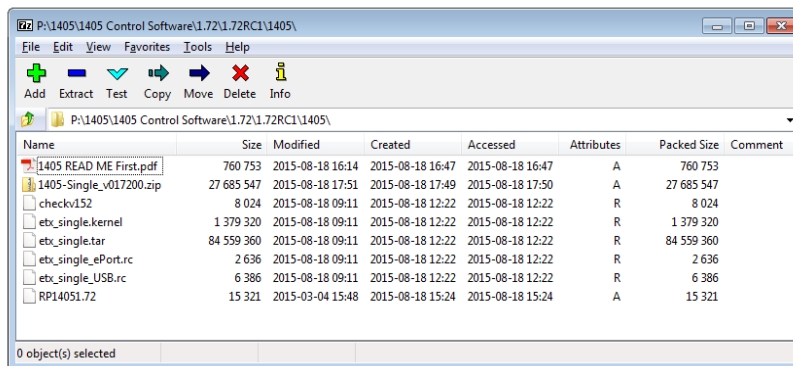 P:\1405\1405 Control Software\1.72\1.72RC1\1405\
File Edit View Favorites Tools Help
Add Extract Test Copy Move Delete Info
P:\1405\1405 Control Software\1.72\1.72RC1\1405\
Name Size Modified Created Accessed Attributes Packed Size Comment
1405 READ ME First.pdf 760 753 2015-08-18 16:14 2015-08-18 16:47 2015-08-18 16:47 A 760 753
1405-Single_v017200.zip 27 685 547 2015-08-18 17:51 2015-08-18 17:49 2015-08-18 17:50 A 27 685 547
checkv152 8 024 2015-08-18 09:11 2015-08-18 12:22 2015-08-18 12:22 R 8 024
etx_single.kernel 1 379 320 2015-08-18 09:11 2015-08-18 12:22 2015-08-18 12:22 R 1 379 320
etx_single.tar 84 559 360 2015-08-18 09:11 2015-08-18 12:22 2015-08-18 12:22 R 84 559 360
etx_single_ePort.rc 2 636 2015-08-18 09:11 2015-08-18 12:22 2015-08-18 12:22 R 2 636
etx_single_USB.rc 6 386 2015-08-18 09:11 2015-08-18 12:22 2015-08-18 12:22 R 6 386
RP14051.72 15 321 2015-03-04 15:48 2015-08-18 15:24 2015-08-18 15:24 A 15 321
0 object(s) selected